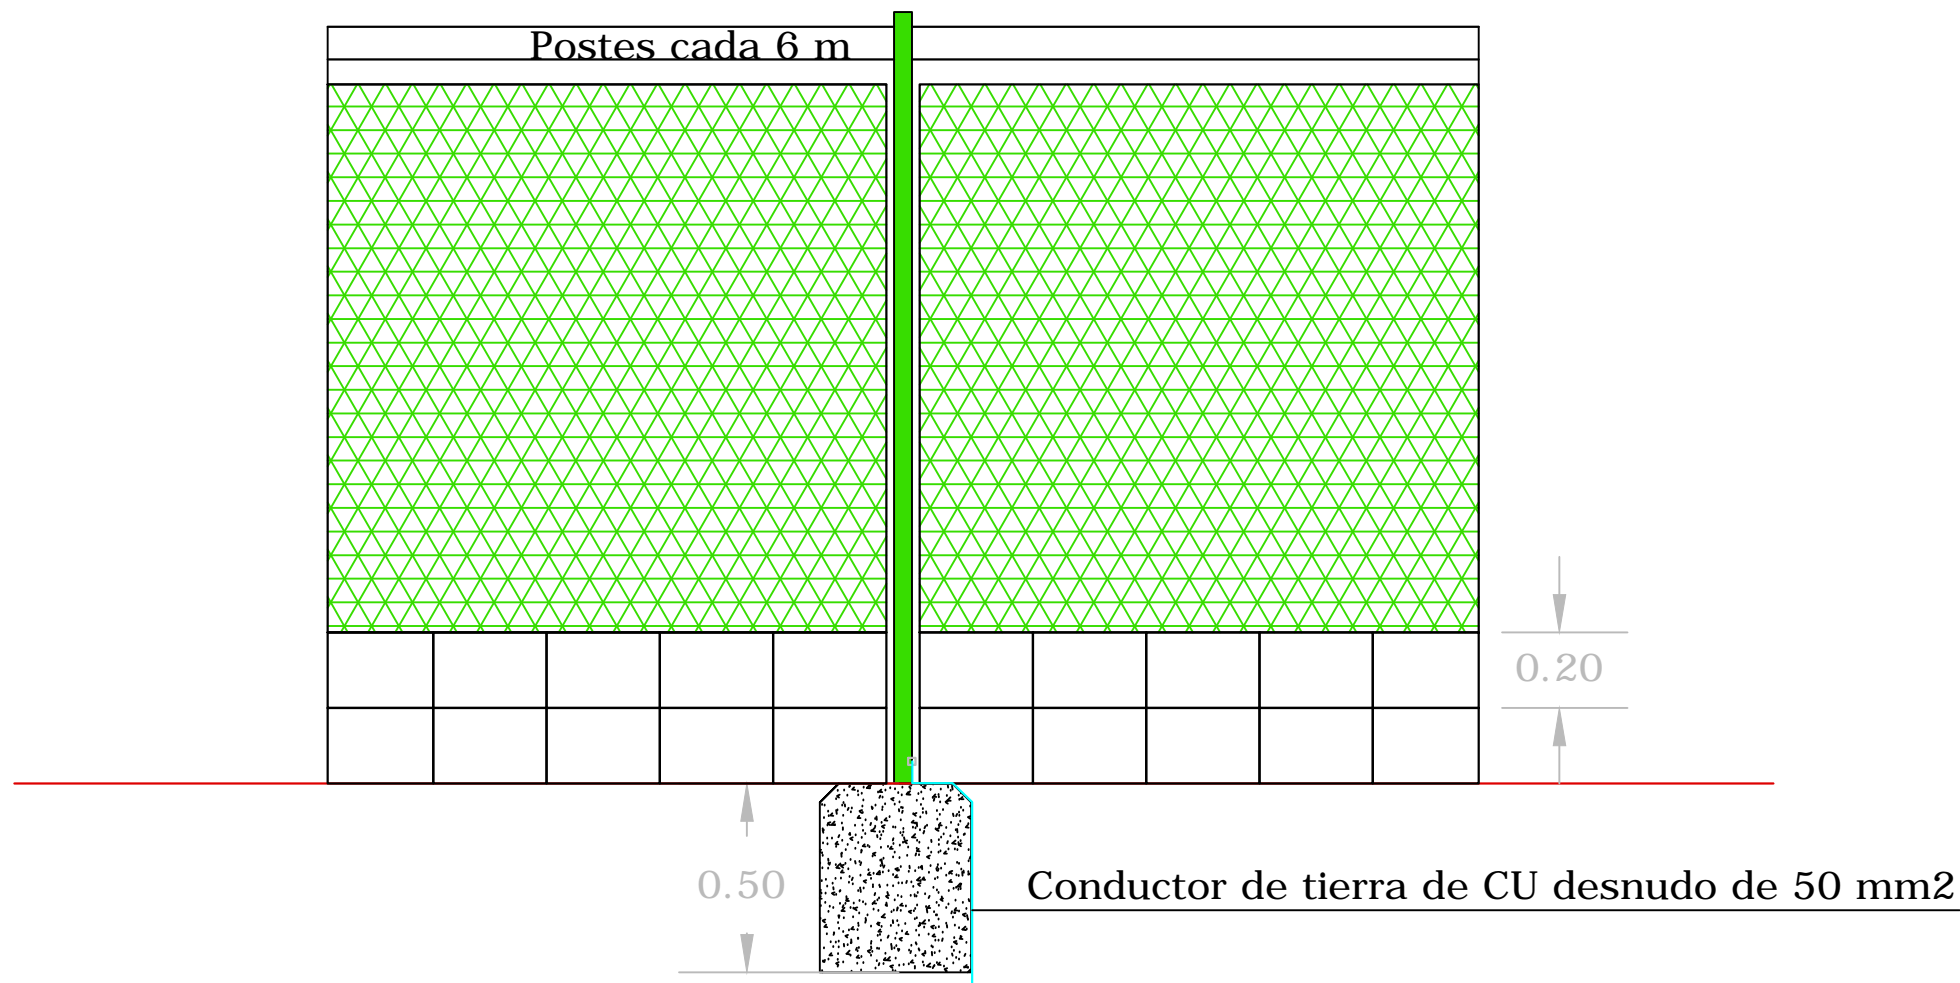 Postes cada 6 m
0.20
0.50
Conductor de tierra de CU desnudo de 50 mm2